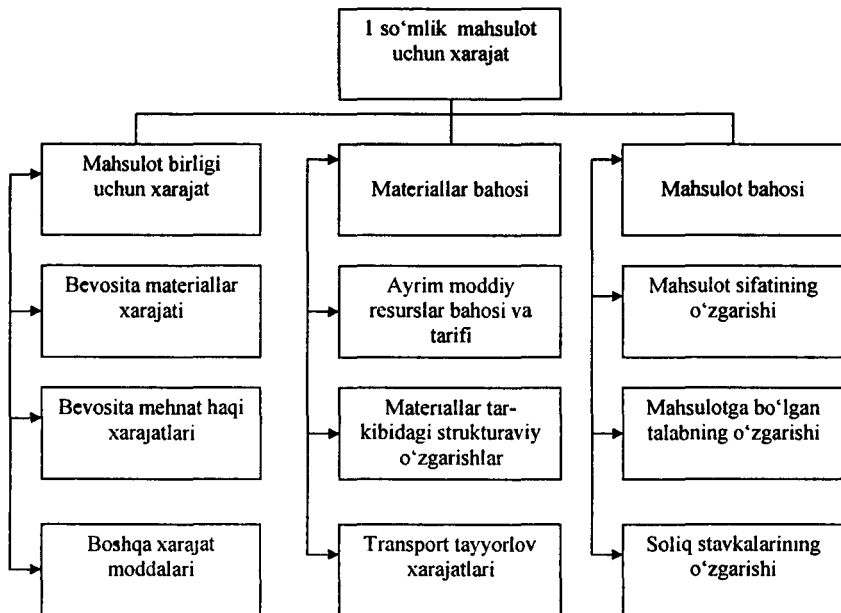 1 so‘mlik mahsulot
uchun xarajat
Mahsulot birligi
uchun xarajat
Materiallar bahosi
Mahsulot bahosi
Bevosita materiallar
xarajati
Ayrim moddiy
resurslar bahosi va
tarifi
Mahsulot sifatining
o‘zgarishi
Bevosita mehnat haqi
xarajatlari
Materiallar tar-
kibidagi strukturaviy
o‘zgarishlar
Mahsulotga bo‘lgan
talabning o‘zgarishi
Boshqa xarajat
moddalari
Transport tayyorlov
xarajatlari
Soliq stavkalarining
o‘zgarishi